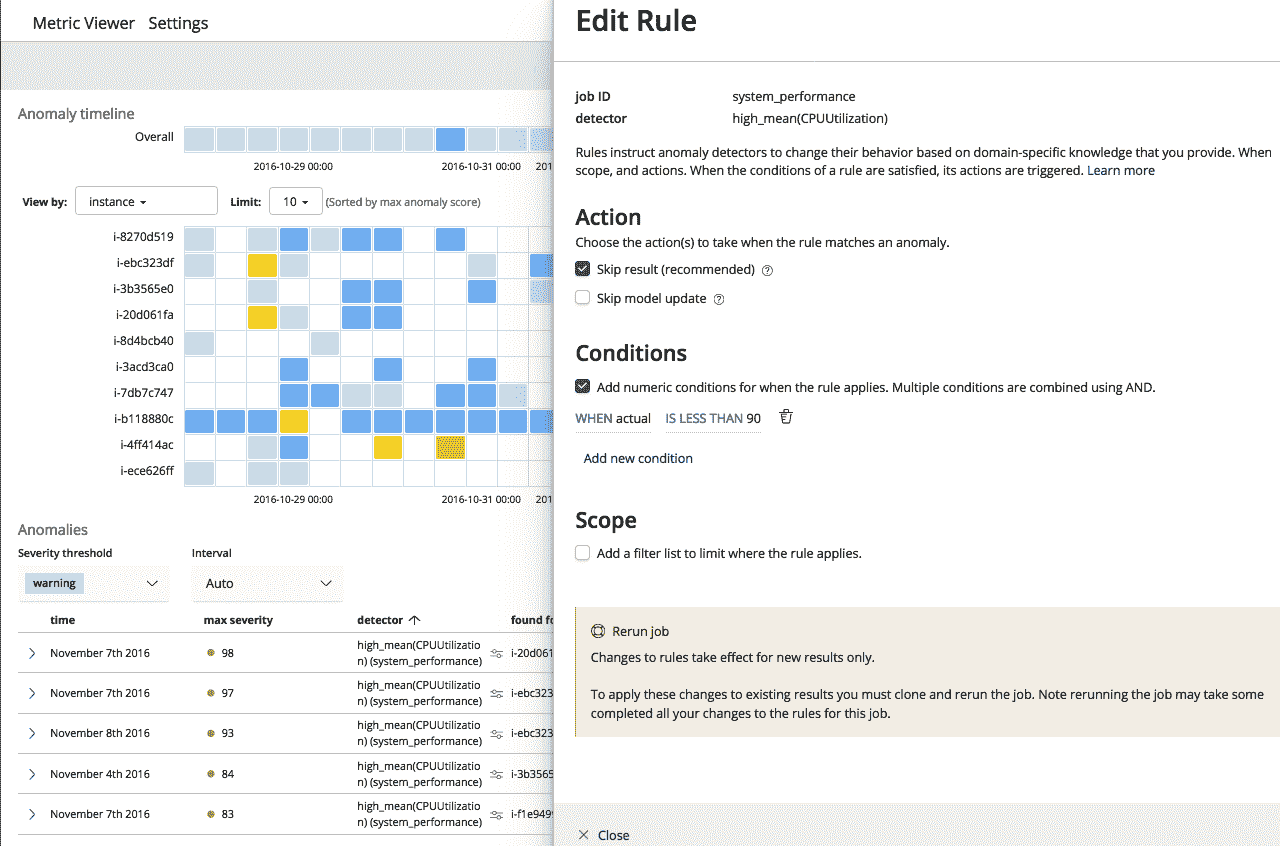 Metric Viewer Settings
Anomaly timeline
Overall
2016-10-29 00:00 2016-10-31 00:00 201
View by: instance Limit: 10 (Sorted by max anomaly score)
i-8270d519
i-ebc323df
i-3b3565e0
i-20d061fa
i-8d4bcb40
i-3acd3ca0
i-7db7c747
i-b118880c
i-4ff414ac
i-ece626ff
2016-10-29 00:00 2016-10-31 00:00 201
Anomalies
Severity threshold Interval
warning Auto
time max severity detector found fo
November 7th 2016 98 high_mean(CPUUtilizatio
n) (system_performance) i-20d061
November 7th 2016 97 high_mean(CPUUtilizatio
n) (system_performance) i-ebc323
November 8th 2016 93 high_mean(CPUUtilizatio
n) (system_performance) i-ebc323
November 4th 2016 84 high_mean(CPUUtilizatio
n) (system_performance) i-3b3565
November 7th 2016 83 high_mean(CPUUtilizatio
n) (system_performance) i-f1e949
Edit Rule
job ID system_performance
detector high_mean(CPUUtilization)
Rules instruct anomaly detectors to change their behavior based on domain-specific knowledge that you provide. When
scope, and actions. When the conditions of a rule are satisfied, its actions are triggered. Learn more
Action
Choose the action(s) to take when the rule matches an anomaly.
Skip result (recommended)
Skip model update
Conditions
Add numeric conditions for when the rule applies. Multiple conditions are combined using AND.
WHEN actual IS LESS THAN 90
Add new condition
Scope
Add a filter list to limit where the rule applies.
Rerun job
Changes to rules take effect for new results only.
To apply these changes to existing results you must clone and rerun the job. Note rerunning the job may take some
completed all your changes to the rules for this job.
Close